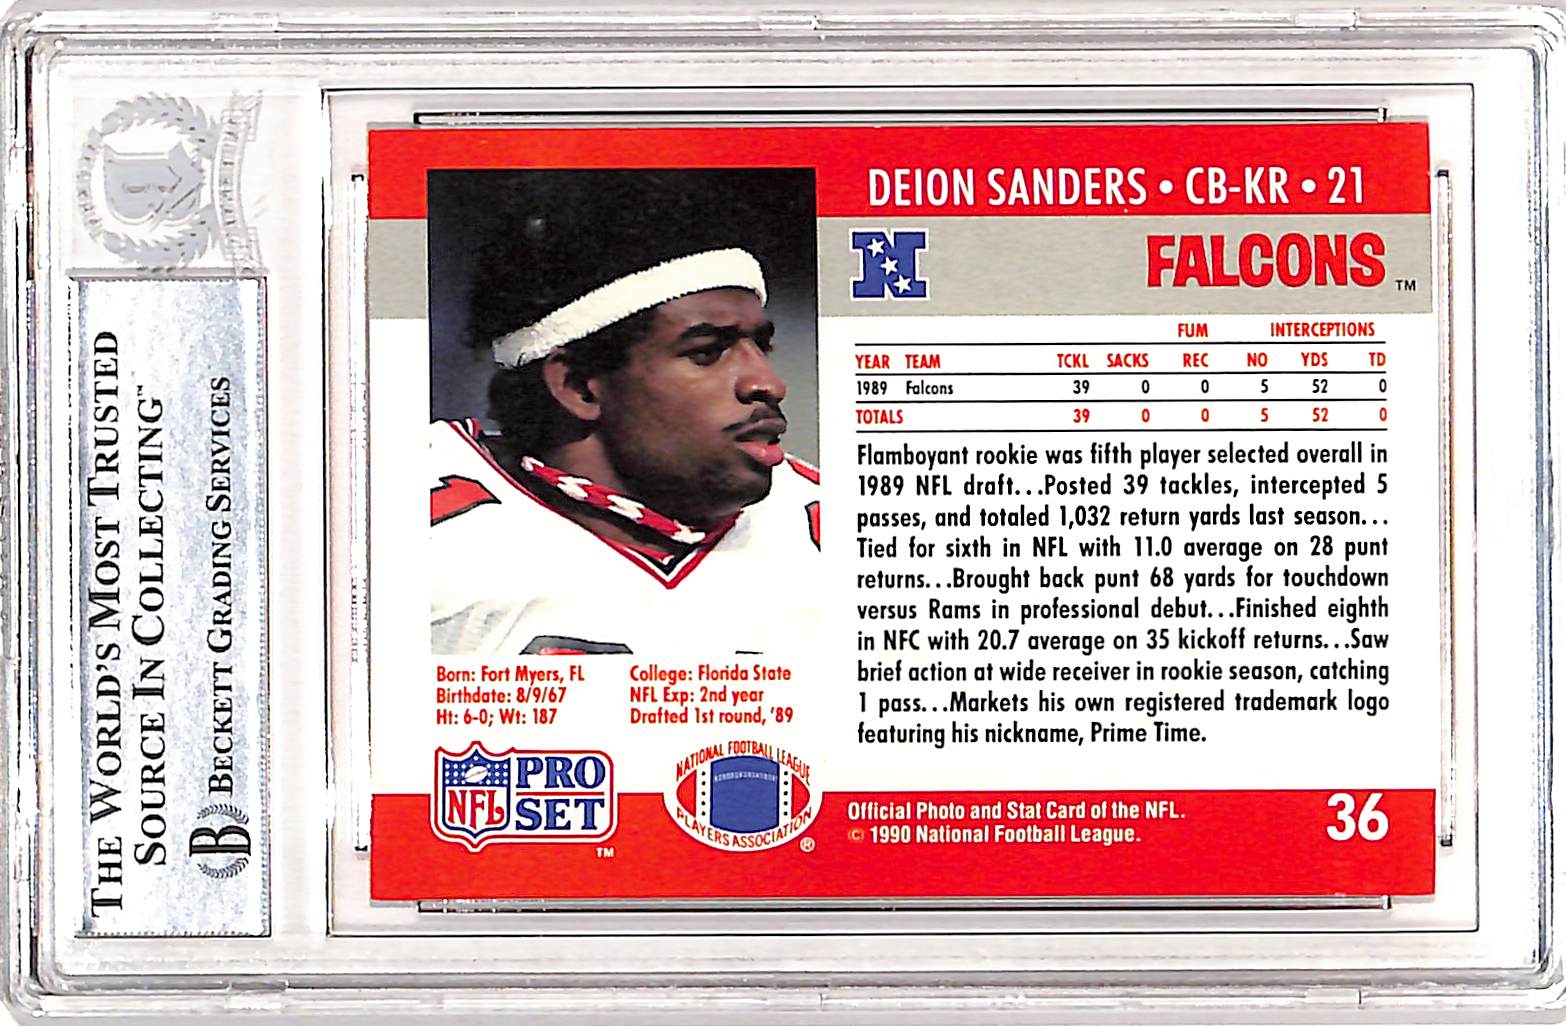 THE WORLD'S MOST TRUSTED
SOURCE IN COLLECTING™
BECKETT GRADING SERVICES
B
DEION SANDERS • CB-KR • 21
N
FALCONS™
FUM INTERCEPTIONS
YEAR TEAM TCKL SACKS REC NO YDS TD
1989 Falcons 39 0 0 5 52 0
TOTALS 39 0 0 5 52 0
Flamboyant rookie was fifth player selected overall in
1989 NFL draft...Posted 39 tackles, intercepted 5
passes, and totaled 1,032 return yards last season...
Tied for sixth in NFL with 11.0 average on 28 punt
returns...Brought back punt 68 yards for touchdown
versus Rams in professional debut...Finished eighth
in NFC with 20.7 average on 35 kickoff returns...Saw
brief action at wide receiver in rookie season, catching
1 pass...Markets his own registered trademark logo
featuring his nickname, Prime Time.
Born: Fort Myers, FL
Birthdate: 8/9/67
Ht: 6-0; Wt: 187
College: Florida State
NFL Exp: 2nd year
Drafted 1st round, '89
NFL PRO
SET™
NATIONAL FOOTBALL LEAGUE
PLAYERS ASSOCIATION®
Official Photo and Stat Card of the NFL.
© 1990 National Football League.
36